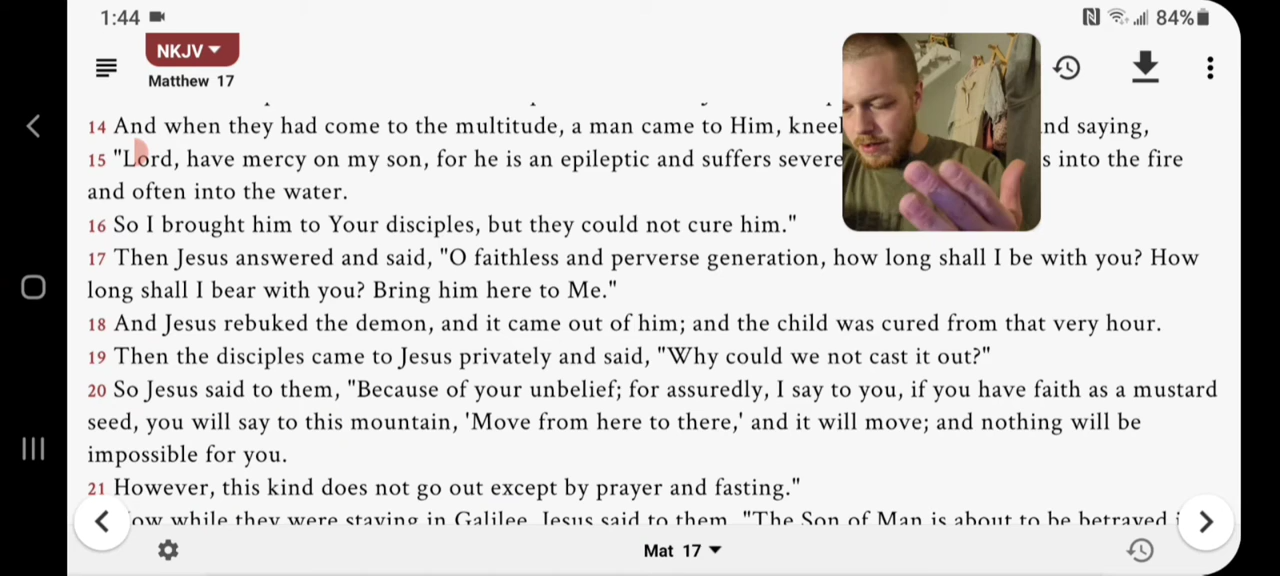 1:44 84%
NKJV
Matthew 17
14 And when they had come to the multitude, a man came to Him, kneel nd saying,
15 "Lord, have mercy on my son, for he is an epileptic and suffers severe s into the fire
and often into the water.
16 So I brought him to Your disciples, but they could not cure him."
17 Then Jesus answered and said, "O faithless and perverse generation, how long shall I be with you? How
long shall I bear with you? Bring him here to Me."
18 And Jesus rebuked the demon, and it came out of him; and the child was cured from that very hour.
19 Then the disciples came to Jesus privately and said, "Why could we not cast it out?"
20 So Jesus said to them, "Because of your unbelief; for assuredly, I say to you, if you have faith as a mustard
seed, you will say to this mountain, 'Move from here to there,' and it will move; and nothing will be
impossible for you.
21 However, this kind does not go out except by prayer and fasting."
ow while they were staying in Galilee, Jesus said to them, "The Son of Man is about to be betrayed i
Mat 17